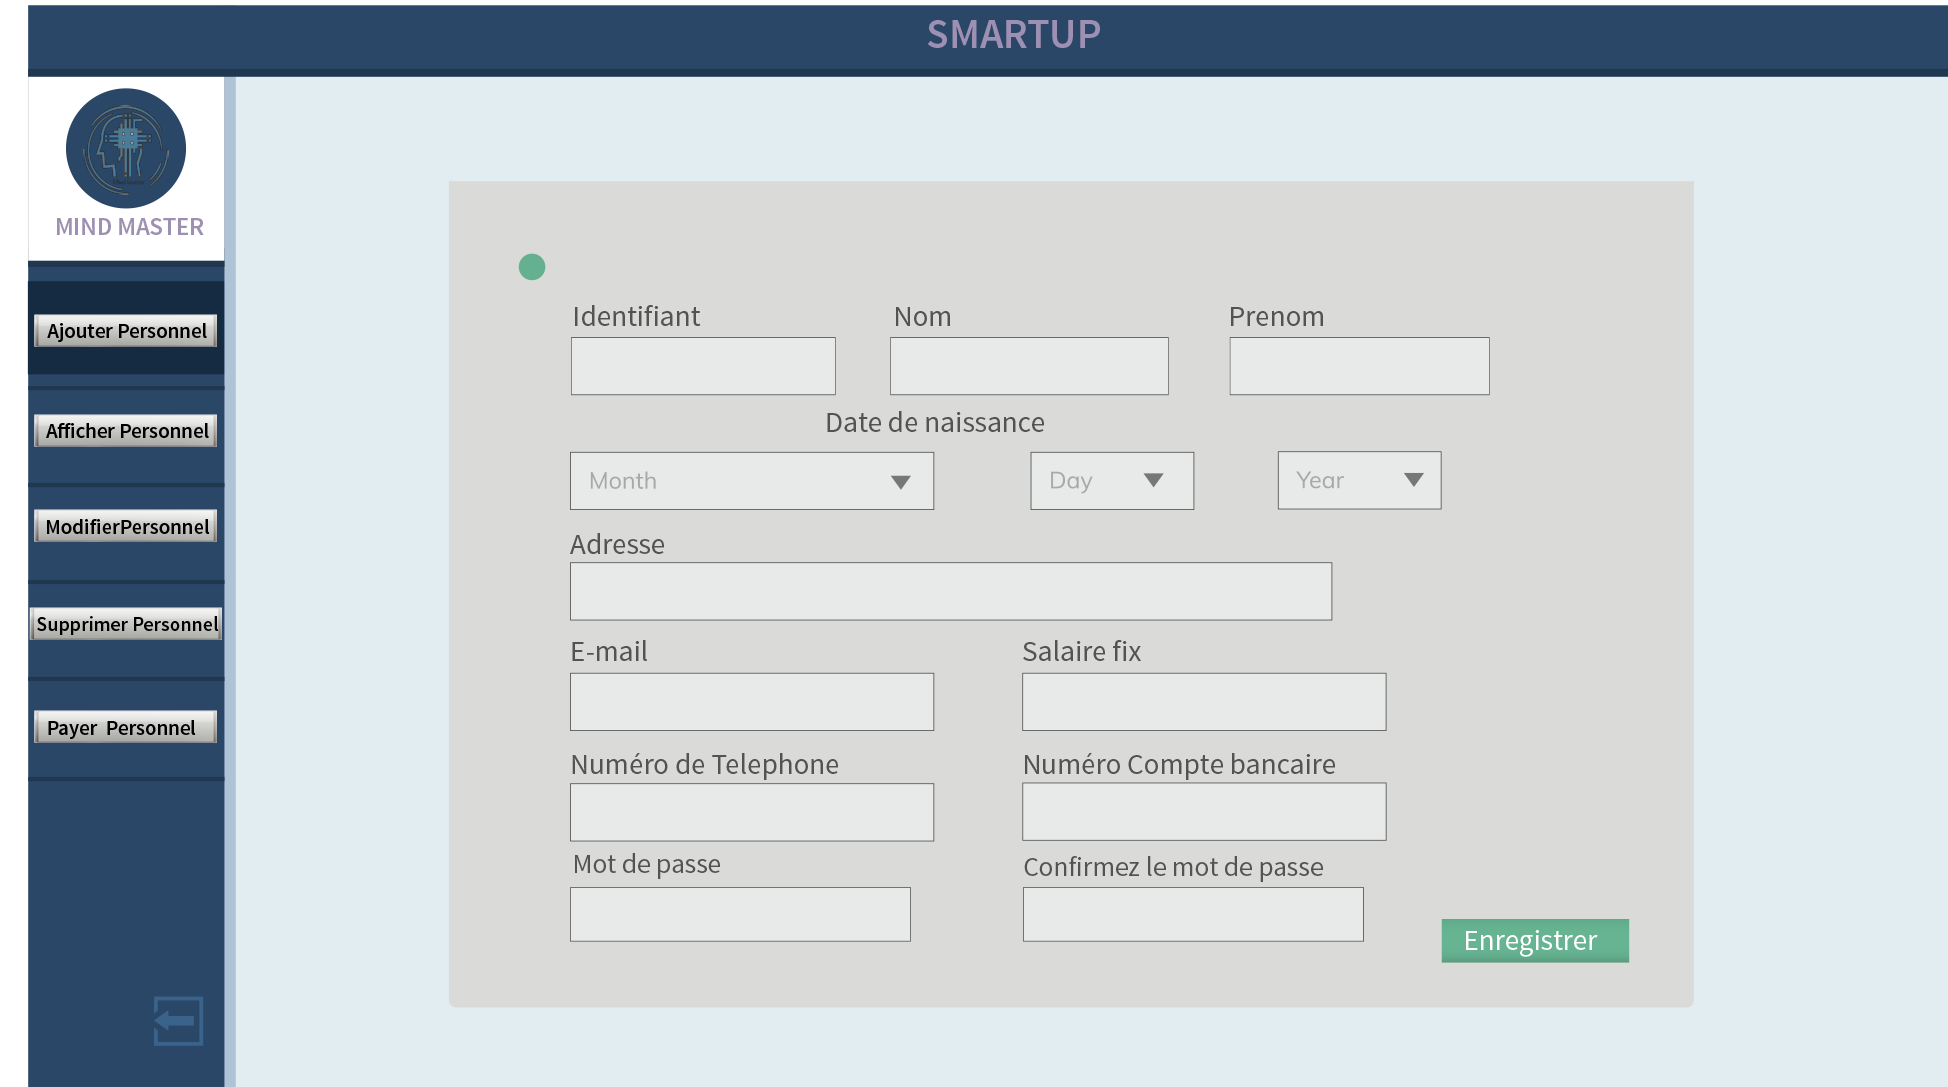 SMARTUP
MIND MASTER
Ajouter Personnel
Afficher Personnel
ModifierPersonnel
Supprimer Personnel
Payer Personnel
Identifiant Nom Prenom
Date de naissance
Month Day Year
Adresse
E-mail Salaire fix
Numéro de Telephone Numéro Compte bancaire
Mot de passe Confirmez le mot de passe
Enregistrer